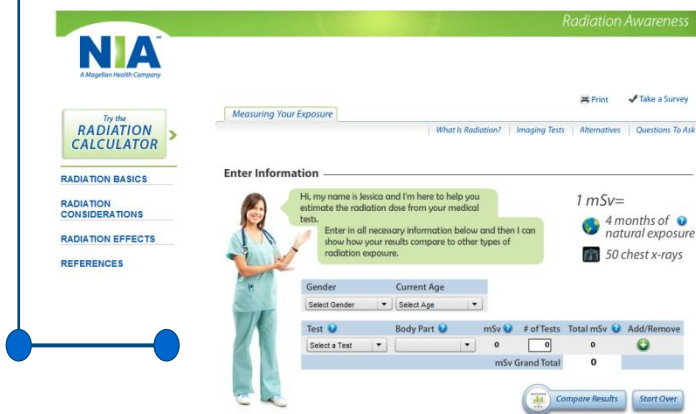 Radiation Awareness
NIA
A Magellan Health Company
Print
Take a Survey
Try the
RADIATION
CALCULATOR
Measuring Your Exposure
What Is Radiation? | Imaging Tests | Alternatives | Questions To Ask
RADIATION BASICS
RADIATION
CONSIDERATIONS
RADIATION EFFECTS
REFERENCES
Enter Information
Hi, my name is Jessica and I'm here to help you
estimate the radiation dose from your medical
tests.
Enter in all necessary information below and then I can
show how your results compare to other types of
radiation exposure.
1 mSv=
4 months of
natural exposure
50 chest x-rays
Gender Current Age
Select Gender Select Age
Test Body Part mSv # of Tests Total mSv Add/Remove
Select a Test 0 0 0
mSv Grand Total 0
Compare Results Start Over